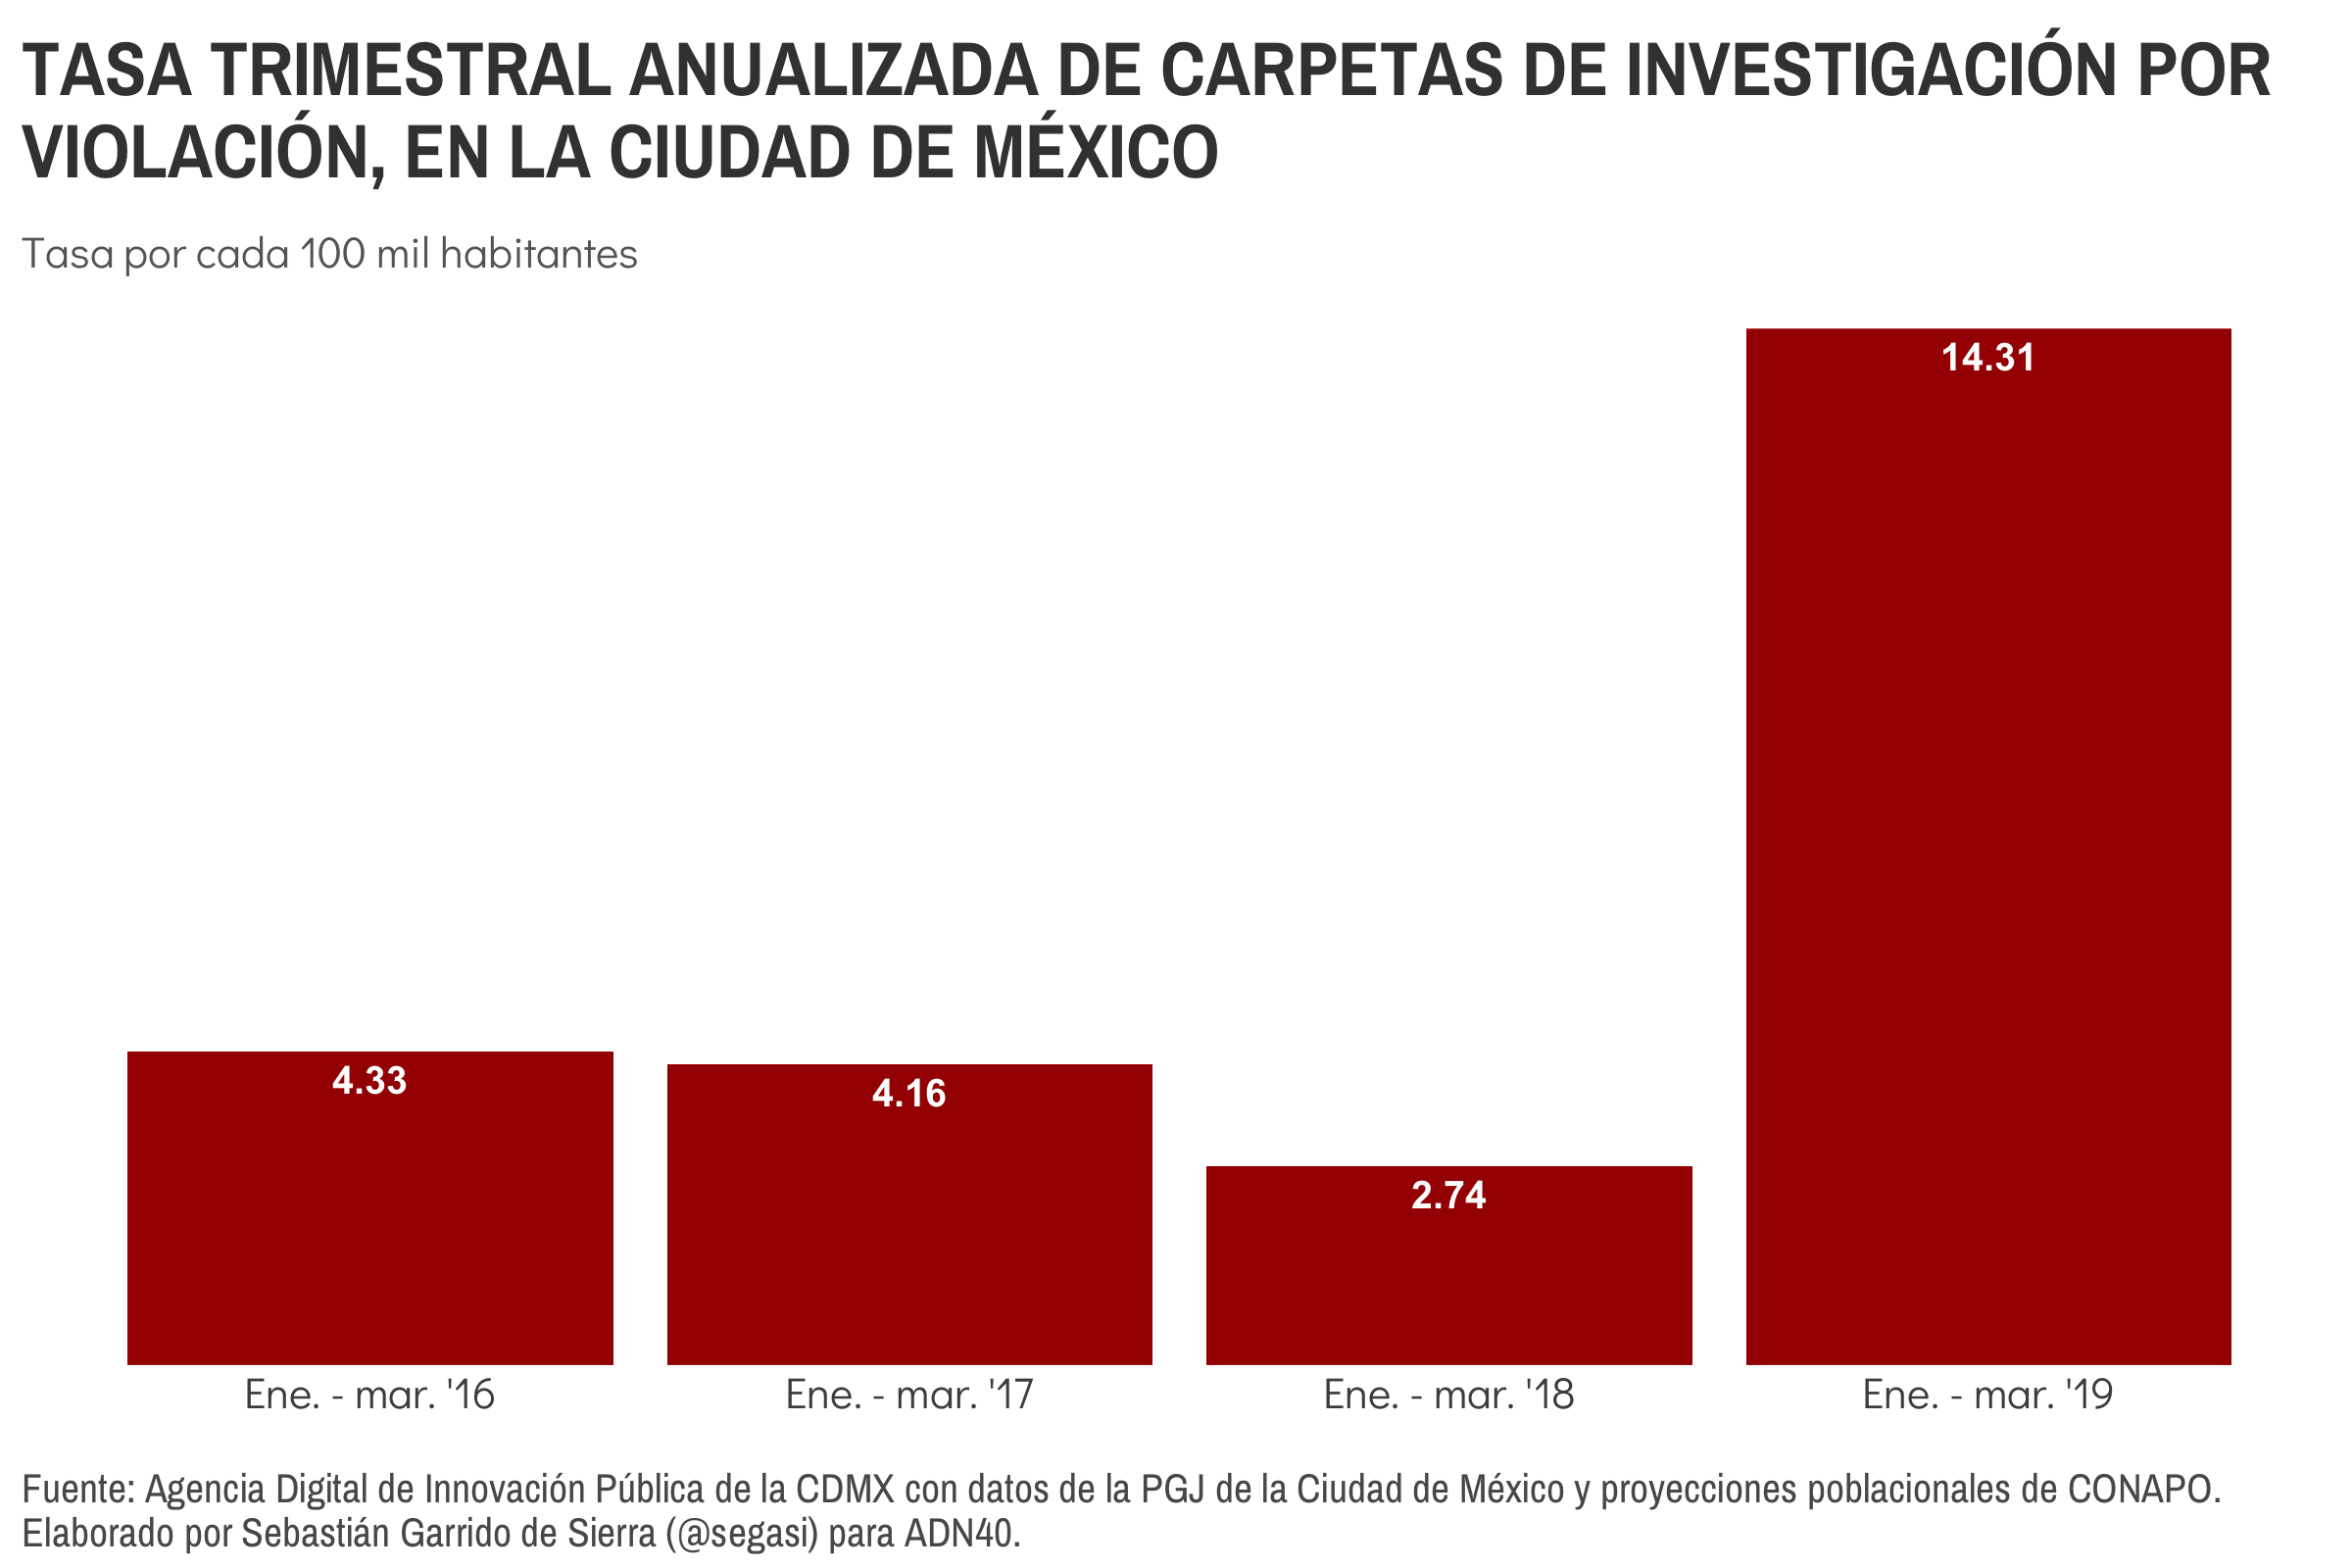 TASA TRIMESTRAL ANUALIZADA DE CARPETAS DE INVESTIGACIÓN POR
VIOLACIÓN, EN LA CIUDAD DE MÉXICO
Tasa por cada 100 mil habitantes
14.31
4.33
4.16
2.74
Ene. - mar. '16
Ene. - mar. '17
Ene. - mar. '18
Ene. - mar. '19
Fuente: Agencia Digital de Innovación Pública de la CDMX con datos de la PGJ de la Ciudad de México y proyecciones poblacionales de CONAPO.
Elaborado por Sebastián Garrido de Sierra (@segasi) para ADN40.